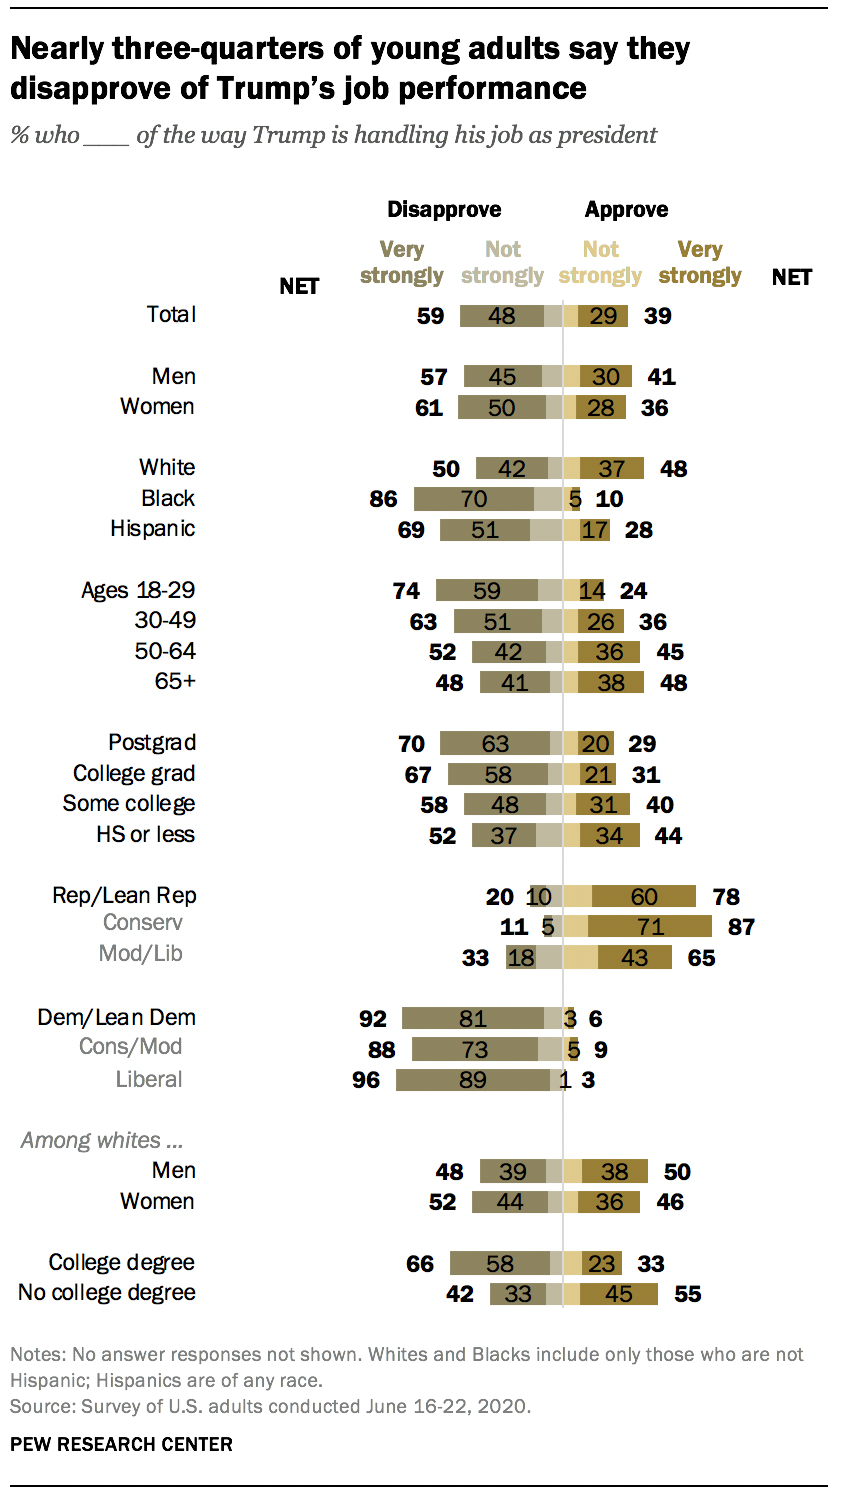 Nearly three-quarters of young adults say they
disapprove of Trump's job performance
% who ____ of the way Trump is handling his job as president
Disapprove Approve
Very Not Not Very
strongly strongly strongly strongly
NET NET
Total 59 48 29 39
Men 57 45 30 41
Women 61 50 28 36
White 50 42 37 48
Black 86 70 5 10
Hispanic 69 51 17 28
Ages 18-29 74 59 14 24
30-49 63 51 26 36
50-64 52 42 36 45
65+ 48 41 38 48
Postgrad 70 63 20 29
College grad 67 58 21 31
Some college 58 48 31 40
HS or less 52 37 34 44
Rep/Lean Rep 20 10 60 78
Conserv 11 5 71 87
Mod/Lib 33 18 43 65
Dem/Lean Dem 92 81 3 6
Cons/Mod 88 73 5 9
Liberal 96 89 1 3
Among whites ...
Men 48 39 38 50
Women 52 44 36 46
College degree 66 58 23 33
No college degree 42 33 45 55
Notes: No answer responses not shown. Whites and Blacks include only those who are not
Hispanic; Hispanics are of any race.
Source: Survey of U.S. adults conducted June 16-22, 2020.
PEW RESEARCH CENTER